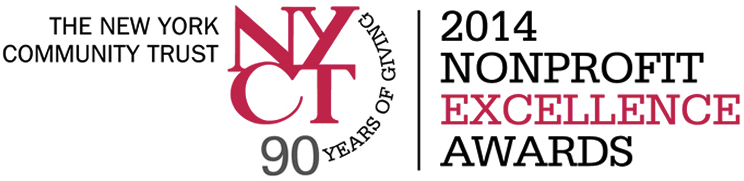 THE NEW YORK
COMMUNITY TRUST
NY
CT
90 YEARS OF GIVING
2014
NONPROFIT
EXCELLENCE
AWARDS